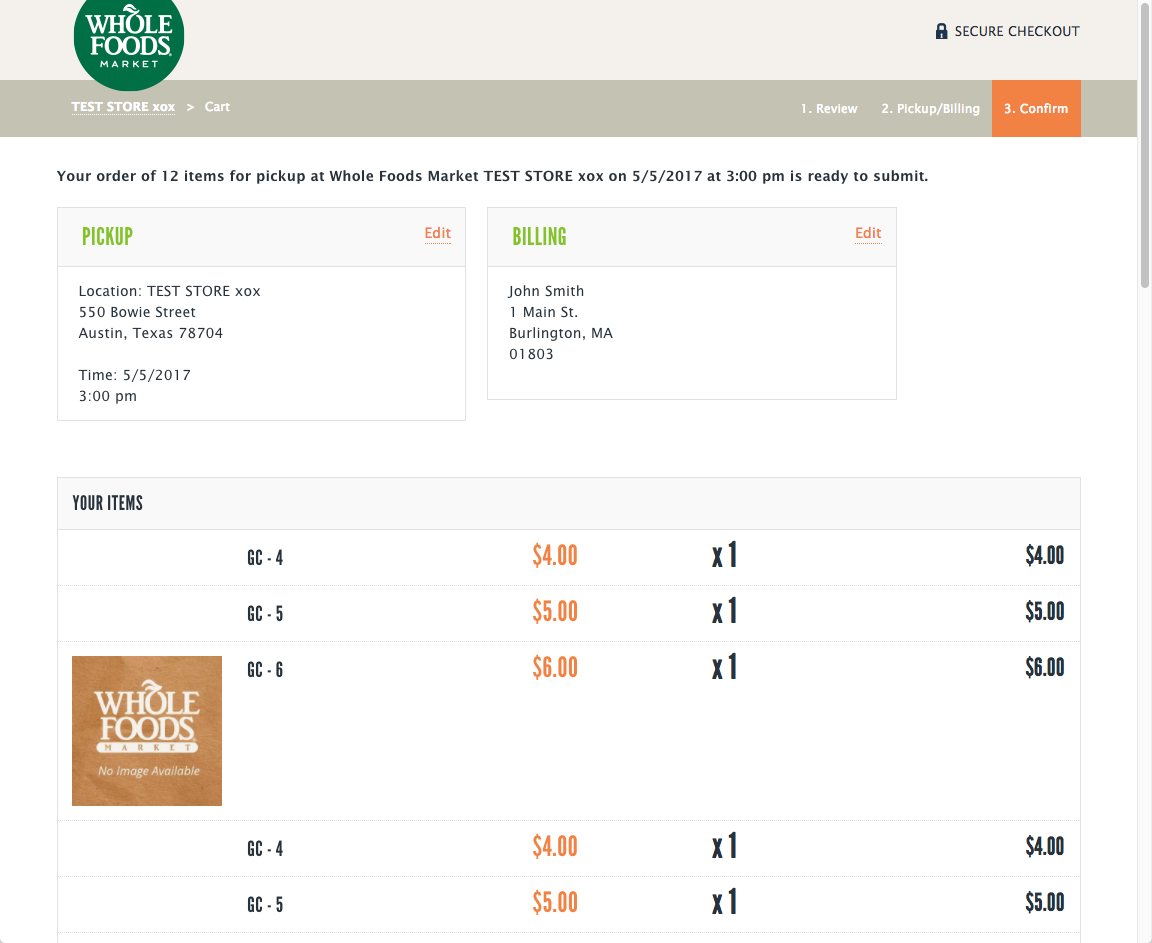 WHOLE
FOODS
MARKET
SECURE CHECKOUT
TEST STORE xox > Cart
1. Review 2. Pickup/Billing 3. Confirm
Your order of 12 items for pickup at Whole Foods Market TEST STORE xox on 5/5/2017 at 3:00 pm is ready to submit.
PICKUP Edit
Location: TEST STORE xox
550 Bowie Street
Austin, Texas 78704
Time: 5/5/2017
3:00 pm
BILLING Edit
John Smith
1 Main St.
Burlington, MA
01803
YOUR ITEMS
GC - 4 $4.00 x 1 $4.00
GC - 5 $5.00 x 1 $5.00
GC - 6 $6.00 x 1 $6.00
WHOLE
FOODS
MARKET
No Image Available
GC - 4 $4.00 x 1 $4.00
GC - 5 $5.00 x 1 $5.00